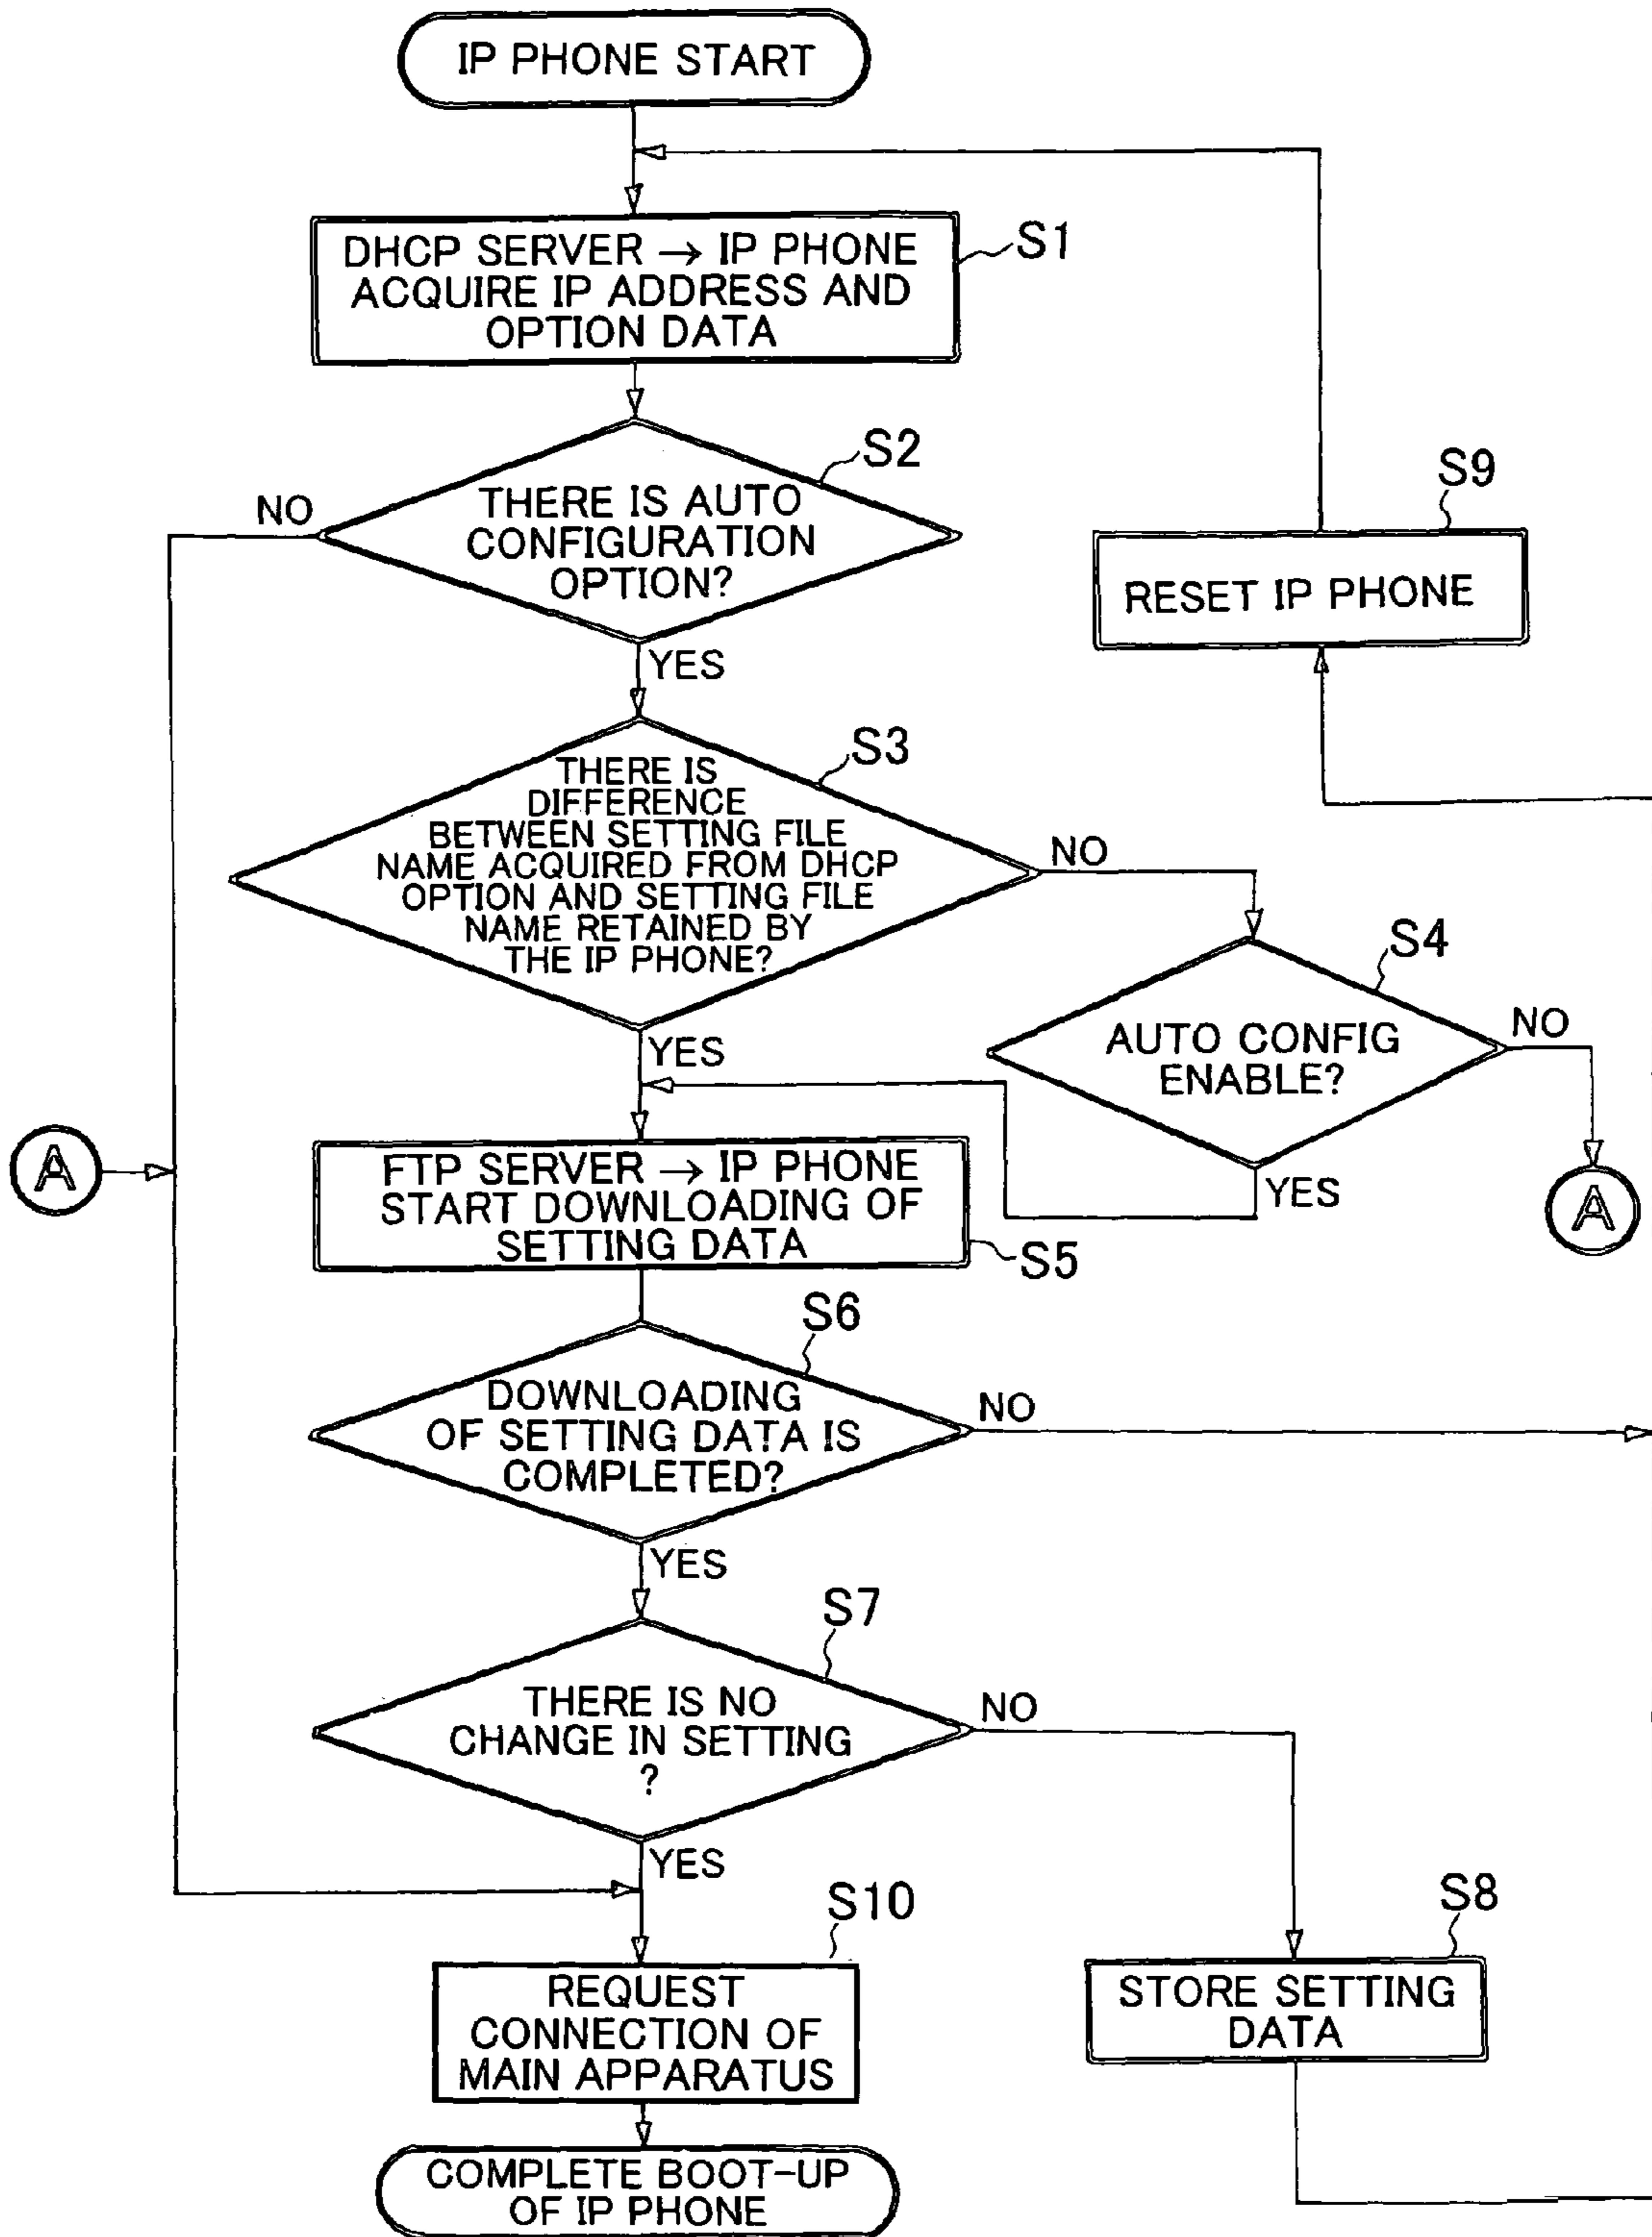 IP PHONE START
DHCP SERVER → IP PHONE
ACQUIRE IP ADDRESS AND
OPTION DATA
S1
THERE IS AUTO
CONFIGURATION
OPTION?
S2
NO
YES
S9
RESET IP PHONE
THERE IS
DIFFERENCE
BETWEEN SETTING FILE
NAME ACQUIRED FROM DHCP
OPTION AND SETTING FILE
NAME RETAINED BY
THE IP PHONE?
S3
NO
YES
S4
AUTO CONFIG
ENABLE?
NO
YES
A
A
FTP SERVER → IP PHONE
START DOWNLOADING OF
SETTING DATA
S5
S6
DOWNLOADING
OF SETTING DATA IS
COMPLETED?
NO
YES
S7
THERE IS NO
CHANGE IN SETTING
?
NO
YES
S8
STORE SETTING
DATA
S10
REQUEST
CONNECTION OF
MAIN APPARATUS
COMPLETE BOOT-UP
OF IP PHONE